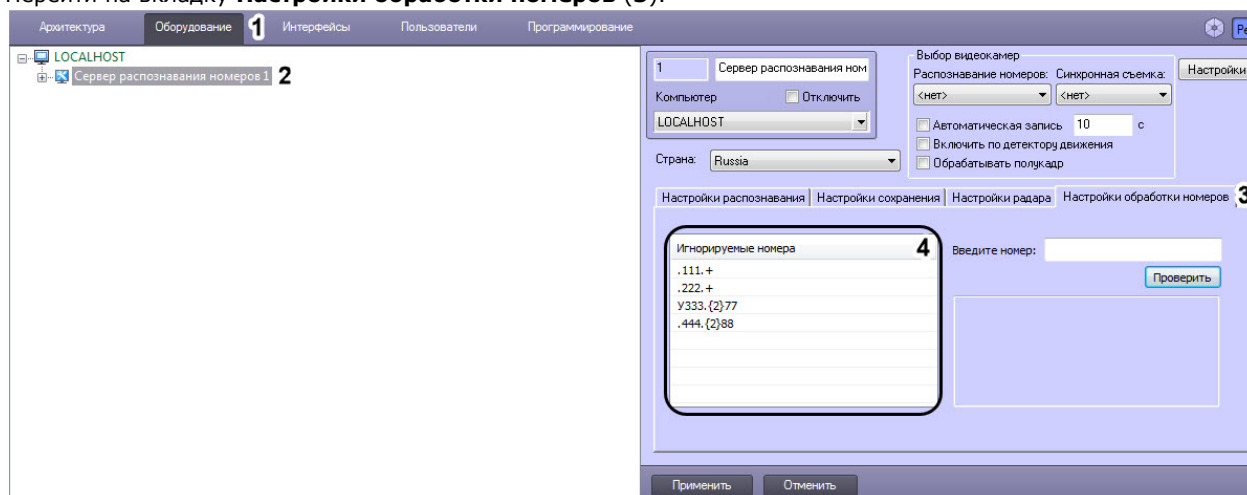 Перейти на вкладку Настройки обработки номеров (3).
Архитектура Оборудование 1 Интерфейсы Пользователи Программирование
LOCALHOST
Сервер распознавания номеров 1 2
1 Сервер распознавания ном
Компьютер Отключить
LOCALHOST
Страна: Russia
Выбор видеокамер
Распознавание номеров: Синхронная съемка:
<нет> <нет>
Автоматическая запись 10 с
Включить по детектору движения
Обрабатывать полукадр
Настройки
Настройки распознавания Настройки сохранения Настройки радара Настройки обработки номеров 3
Игнорируемые номера 4
.111.+
.222.+
У333.{2}77
.444.{2}88
Введите номер:
Проверить
Применить Отменить